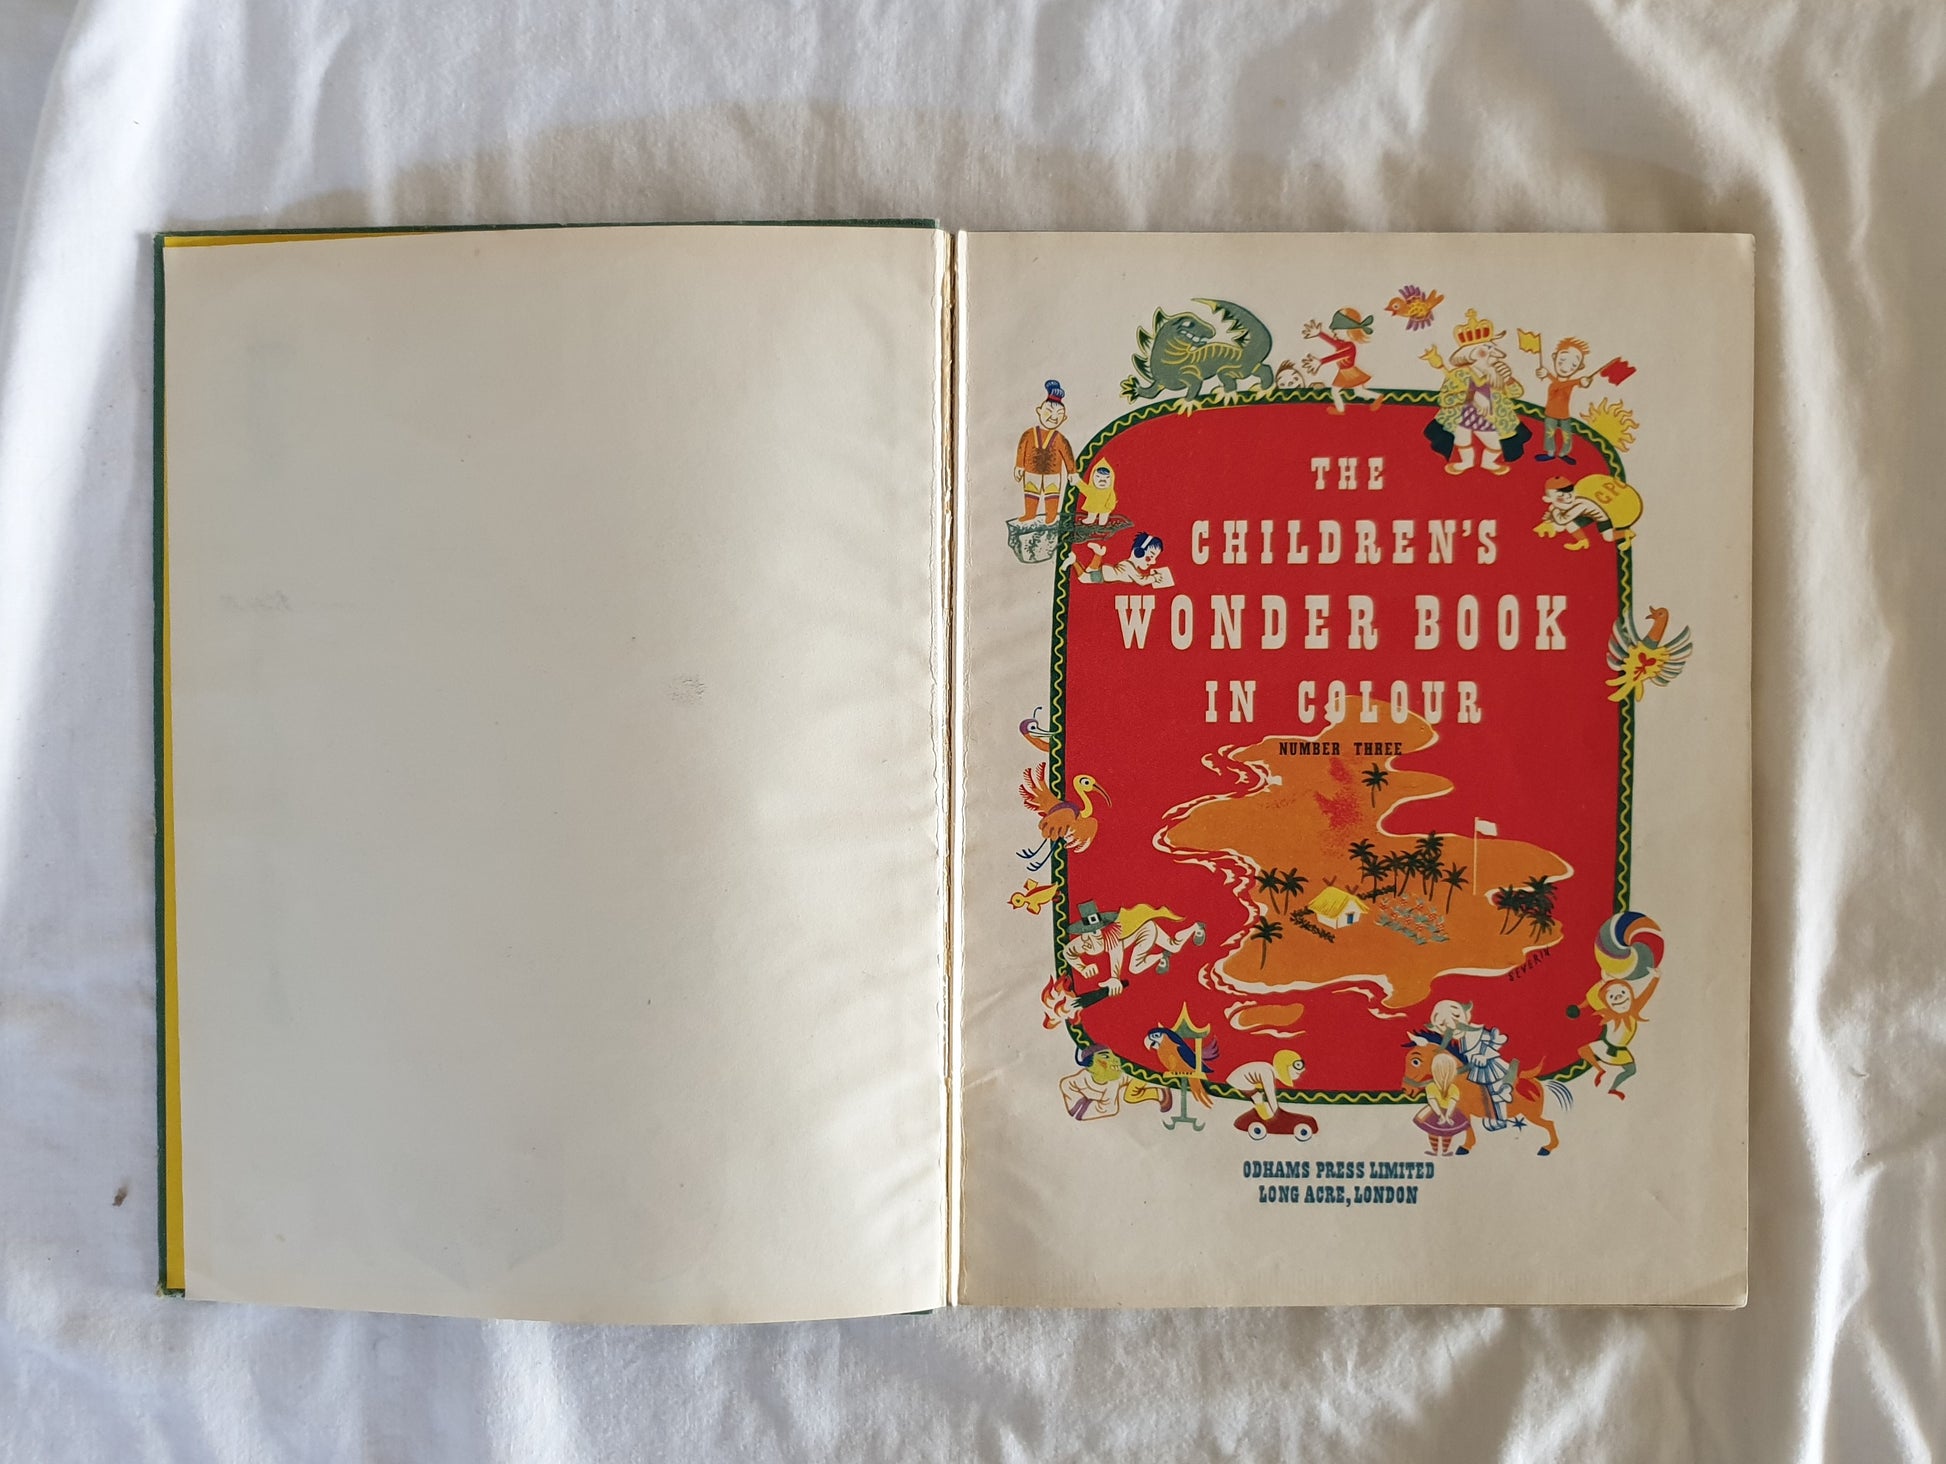 THE
CHILDREN'S
WONDER BOOK
IN COLOUR
NUMBER THREE
SEVERIN
ODHAMS PRESS LIMITED
LONG ACRE, LONDON